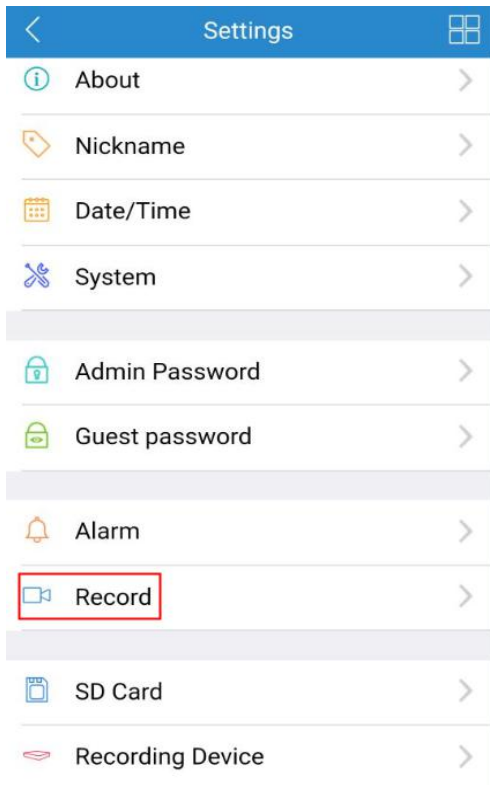 Settings
About
Nickname
Date/Time
System
Admin Password
Guest password
Alarm
Record
SD Card
Recording Device